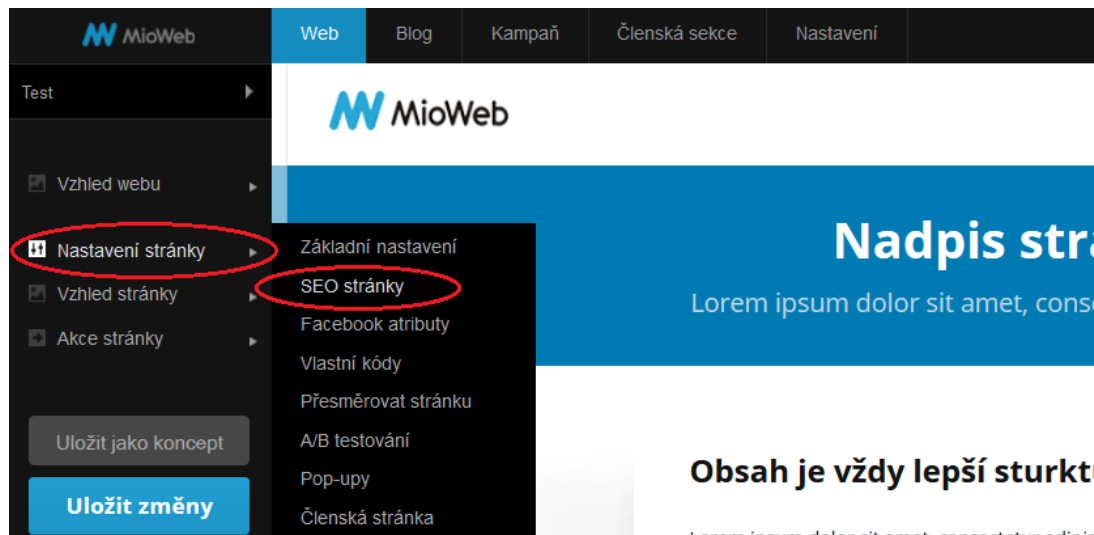 MioWeb
Web
Blog
Kampaň
Členská sekce
Nastavení
Test
MioWeb
Vzhled webu
Nastavení stránky
Vzhled stránky
Akce stránky
Uložit jako koncept
Uložit změny
Základní nastavení
SEO stránky
Facebook atributy
Vlastní kódy
Přesměrovat stránku
A/B testování
Pop-upy
Členská stránka
Nadpis strá
Lorem ipsum dolor sit amet, conse
Obsah je vždy lepší sturktu